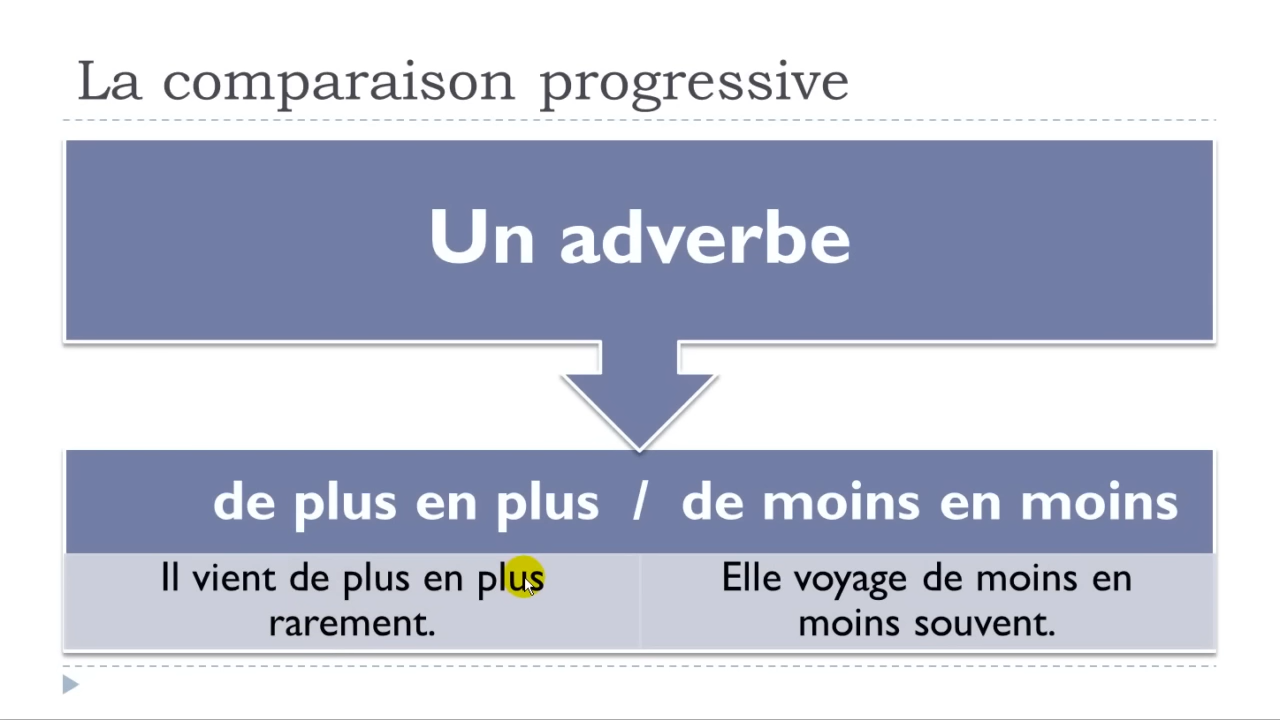 La comparaison progressive
Un adverbe
de plus en plus / de moins en moins
Il vient de plus en plus
rarement.
Elle voyage de moins en
moins souvent.